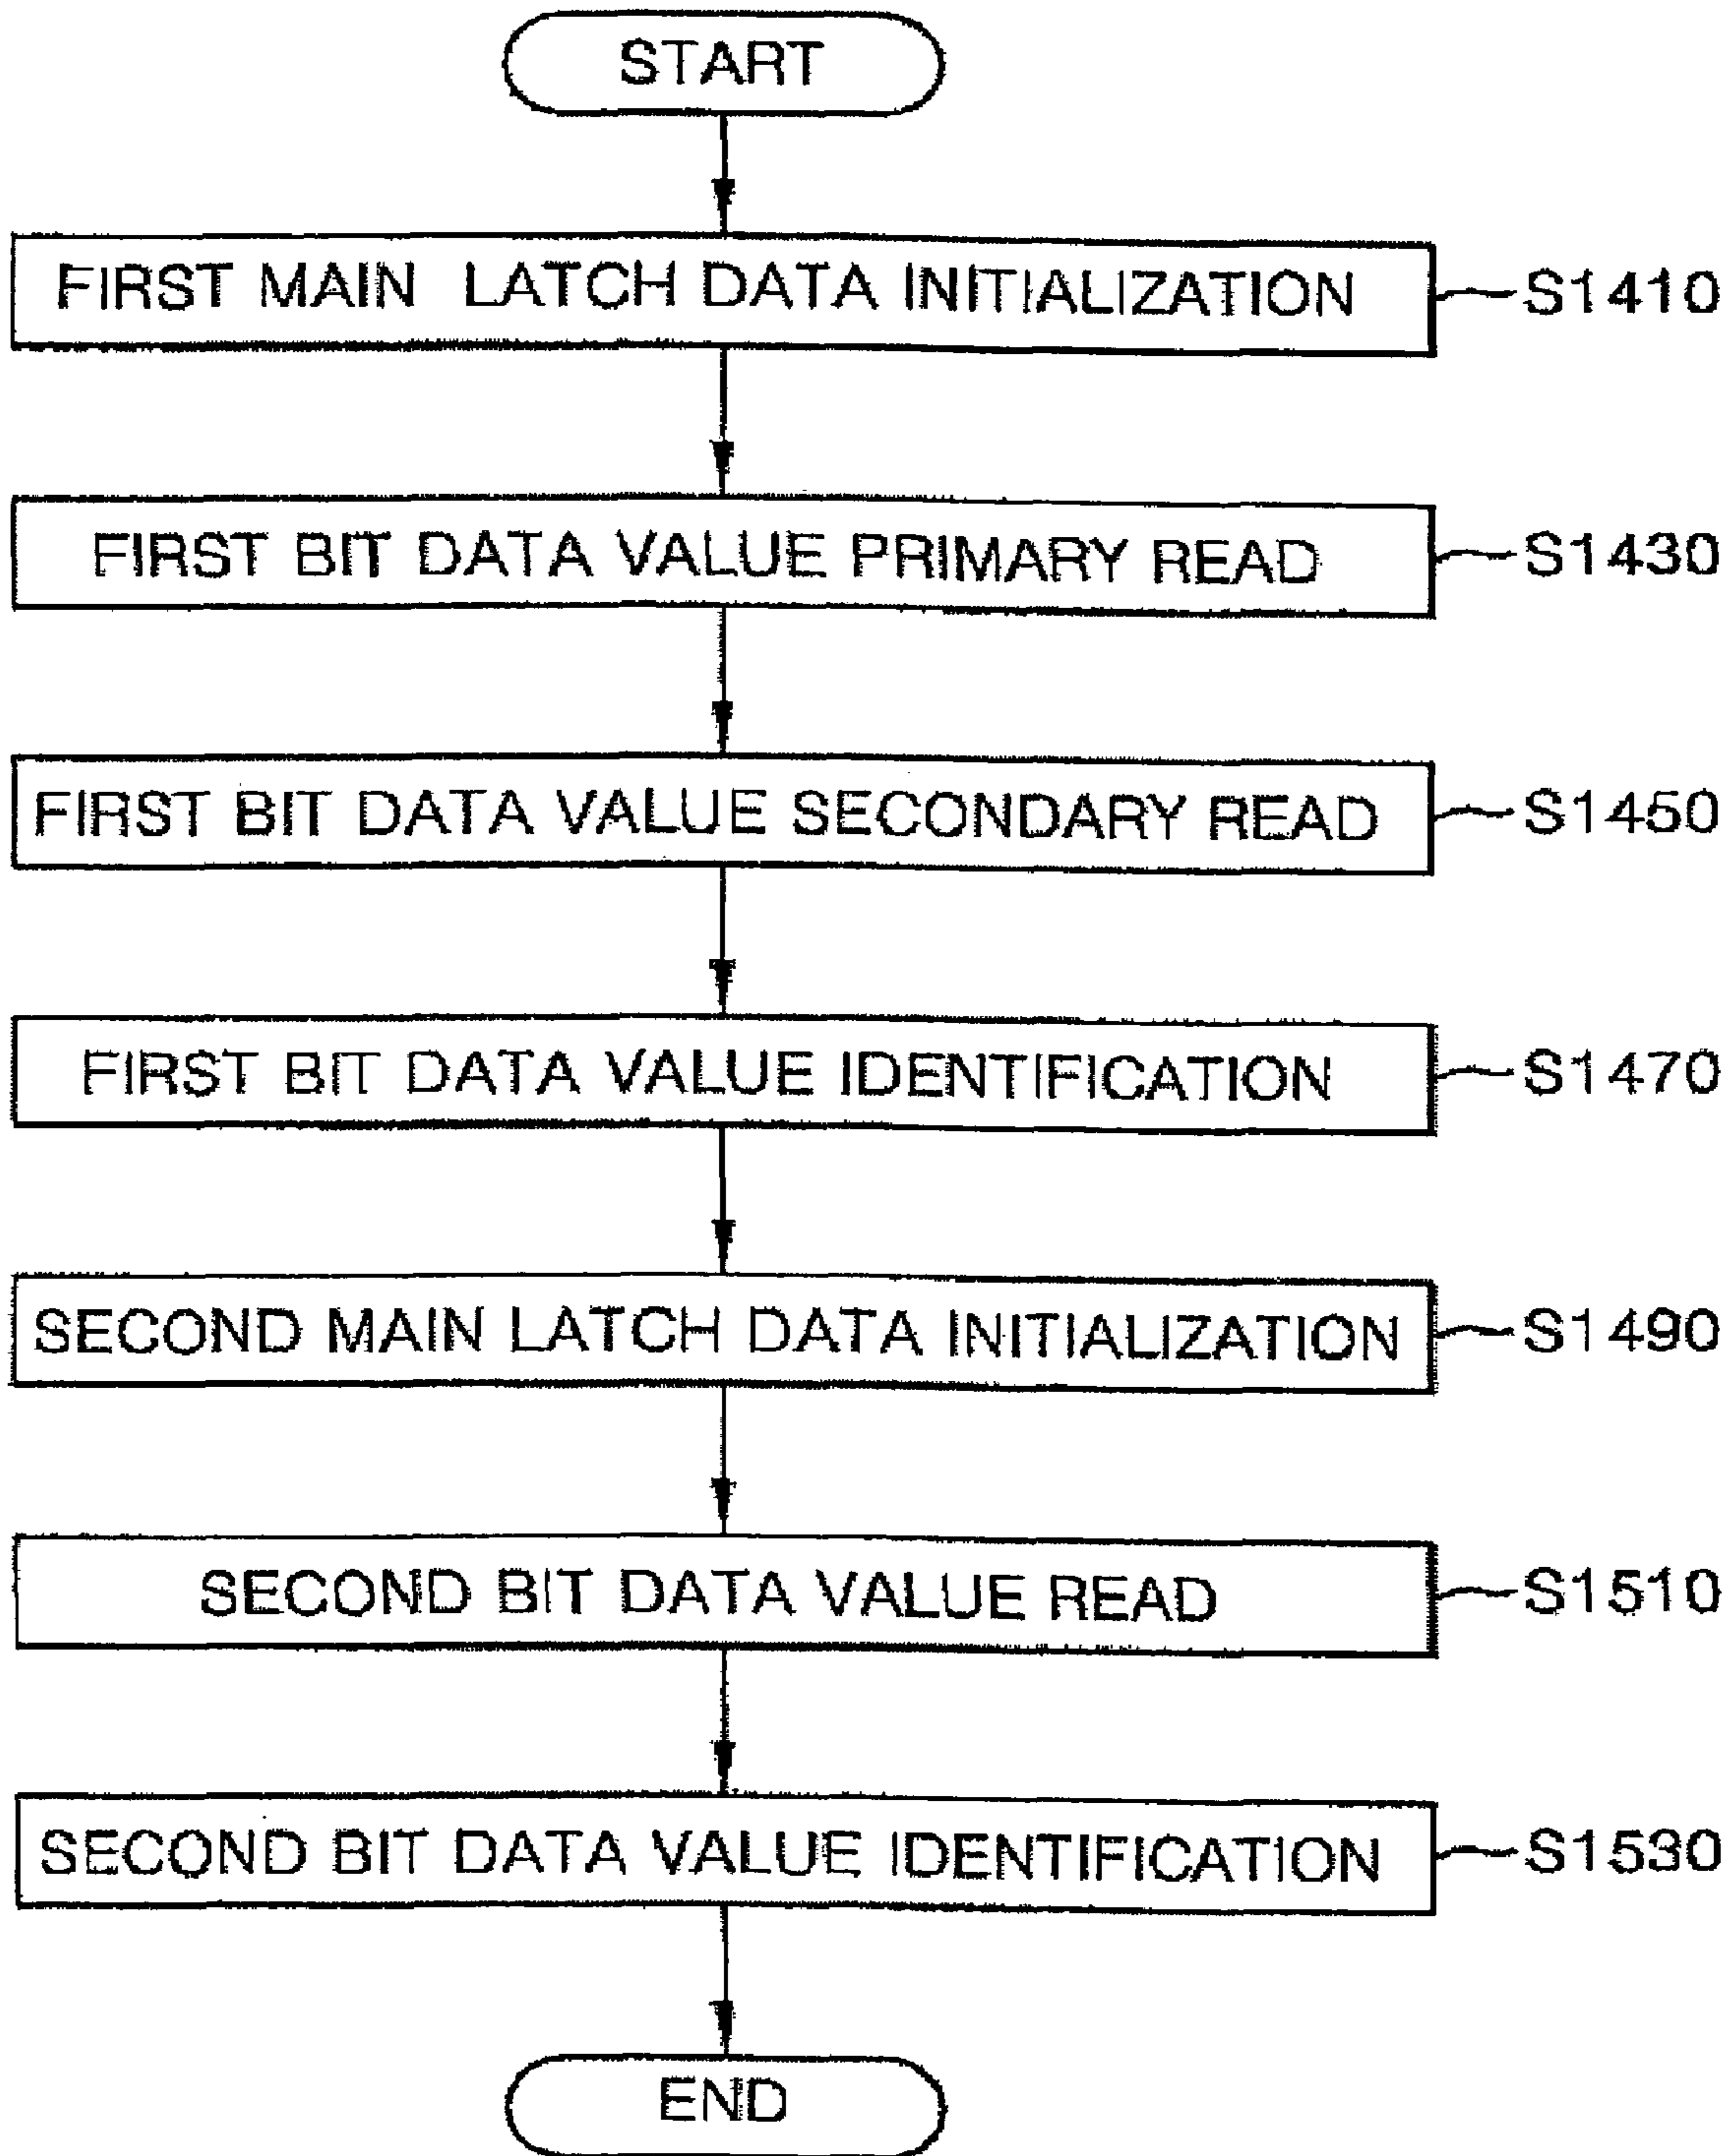 START
FIRST MAIN LATCH DATA INITIALIZATION S1410
FIRST BIT DATA VALUE PRIMARY READ S1430
FIRST BIT DATA VALUE SECONDARY READ S1450
FIRST BIT DATA VALUE IDENTIFICATION S1470
SECOND MAIN LATCH DATA INITIALIZATION S1490
SECOND BIT DATA VALUE READ S1510
SECOND BIT DATA VALUE IDENTIFICATION S1530
END